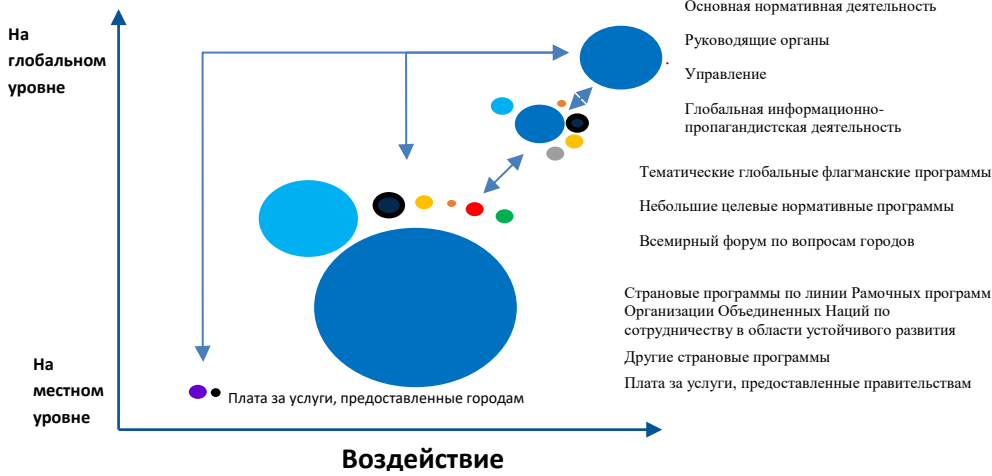 Основная нормативная деятельность
На
глобальном
уровне
Руководящие органы
Управление
Глобальная информационно-
пропагандистская деятельность
Тематические глобальные флагманские программы
Небольшие целевые нормативные программы
Всемирный форум по вопросам городов
Страновые программы по линии Рамочных программ
Организации Объединенных Наций по
сотрудничеству в области устойчивого развития
Другие страновые программы
Плата за услуги, предоставленные правительствам
На
местном
уровне
Плата за услуги, предоставленные городам
Воздействие